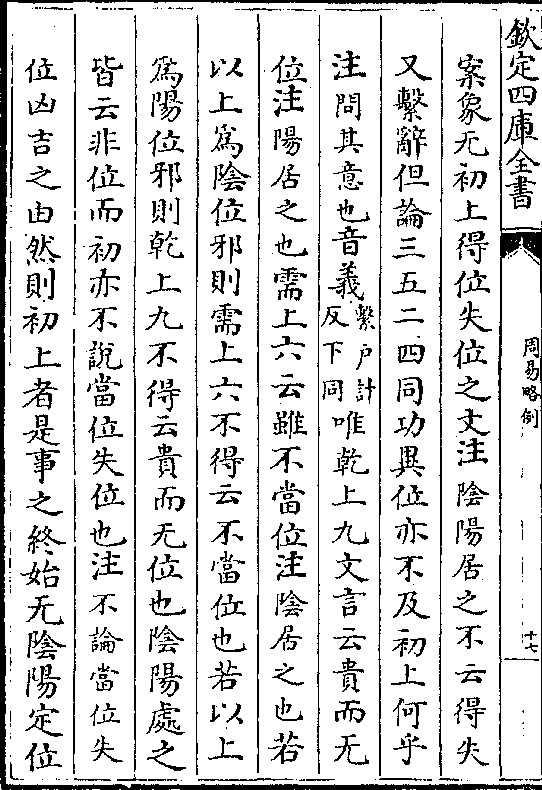 欽定四庫全書
周易略例
十七
案象无初上得位失位之文注陰陽居之不云得失
又繫辭但論三五二四同功異位亦不及初上何乎
注問其意也音義繫户計反下同唯乾上九文言云貴而无
位注陽居之也需上六云雖不當位注陰居之也若
以上爲陰位邪則需上六不得云不當位也若以上
爲陽位邪則乾上九不得云貴而无位也陰陽處之
皆云非位而初亦不說當位失位也注不論當位失
位凶吉之由然則初上者是事之終始无陰陽定位